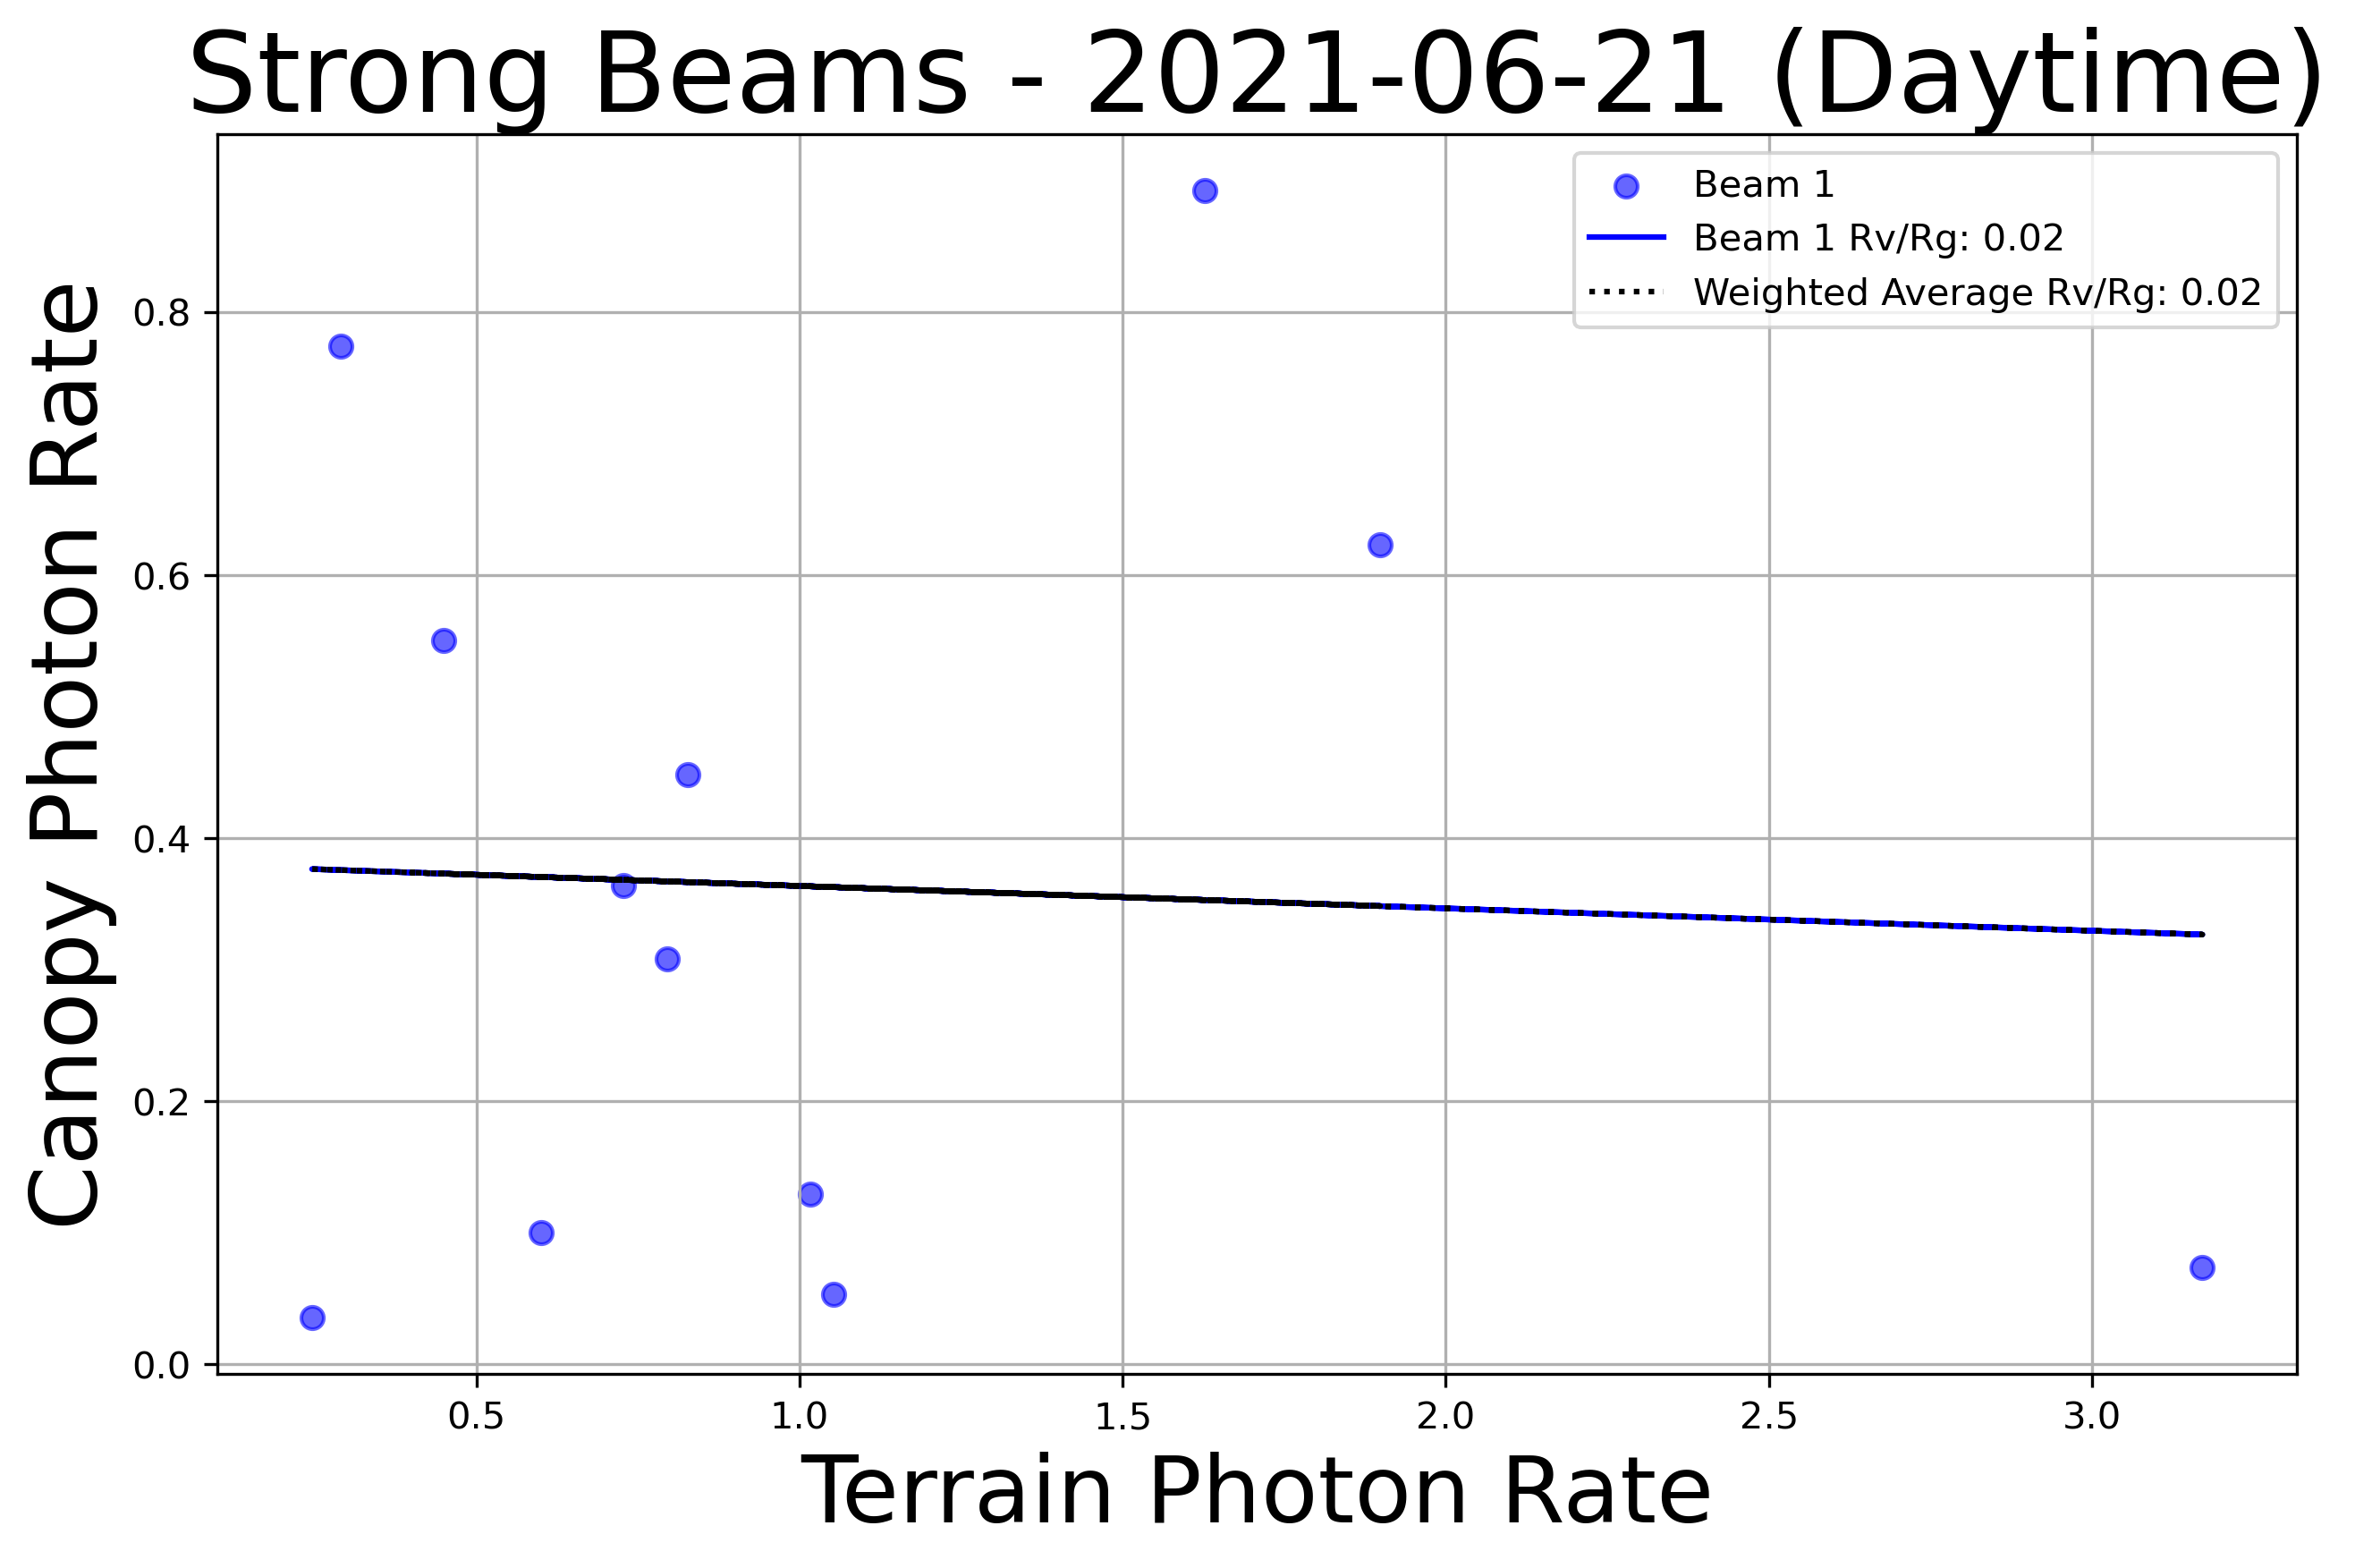 Strong Beams - 2021-06-21 (Daytime)
Beam 1
Beam 1 Rv/Rg: 0.02
Weighted Average Rv/Rg: 0.02
Canopy Photon Rate
0.8
0.6
0.4
0.2
0.0
0.5 1.0 1.5 2.0 2.5 3.0
Terrain Photon Rate